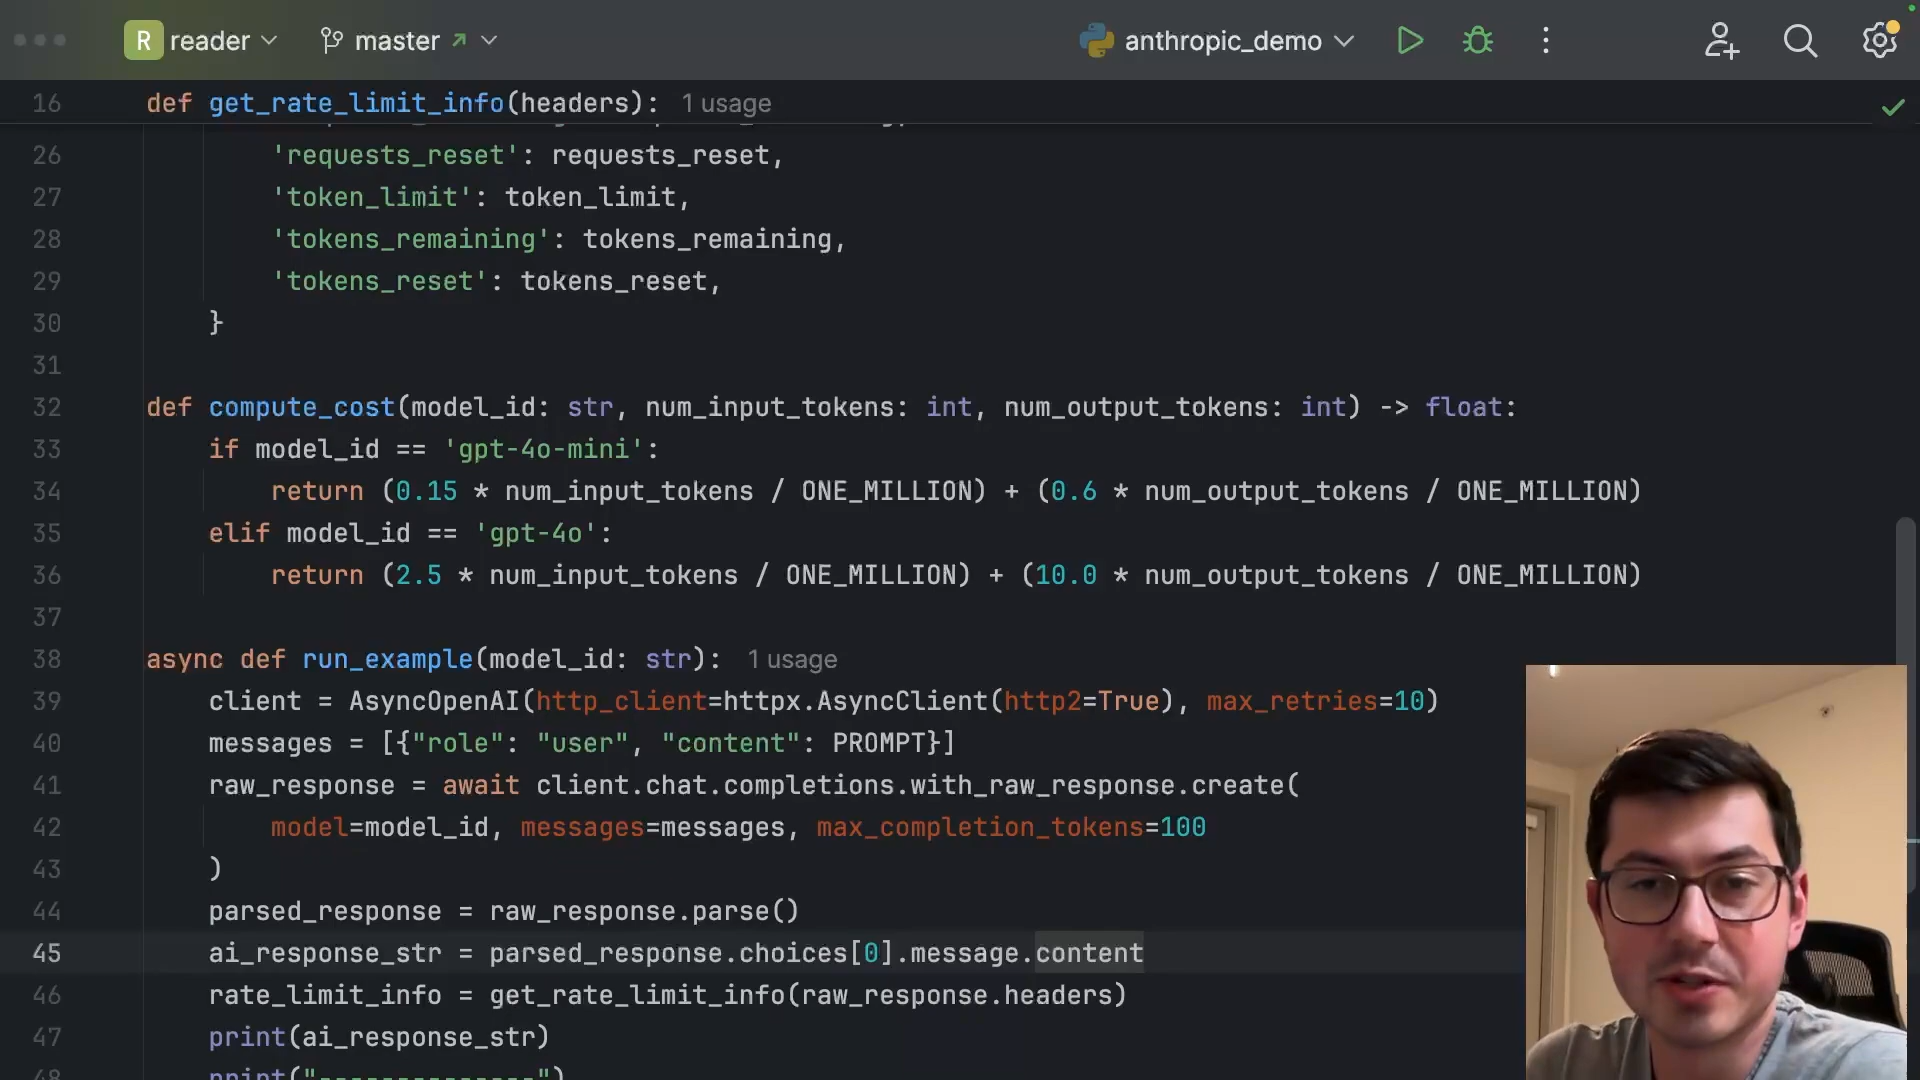 R reader master anthropic_demo
16 def get_rate_limit_info(headers): 1 usage
26 'requests_reset': requests_reset,
27 'token_limit': token_limit,
28 'tokens_remaining': tokens_remaining,
29 'tokens_reset': tokens_reset,
30 }
31
32 def compute_cost(model_id: str, num_input_tokens: int, num_output_tokens: int) -> float:
33 if model_id == 'gpt-4o-mini':
34 return (0.15 * num_input_tokens / ONE_MILLION) + (0.6 * num_output_tokens / ONE_MILLION)
35 elif model_id == 'gpt-4o':
36 return (2.5 * num_input_tokens / ONE_MILLION) + (10.0 * num_output_tokens / ONE_MILLION)
37
38 async def run_example(model_id: str): 1 usage
39 client = AsyncOpenAI(http_client=httpx.AsyncClient(http2=True), max_retries=10)
40 messages = [{"role": "user", "content": PROMPT}]
41 raw_response = await client.chat.completions.with_raw_response.create(
42 model=model_id, messages=messages, max_completion_tokens=100
43 )
44 parsed_response = raw_response.parse()
45 ai_response_str = parsed_response.choices[0].message.content
46 rate_limit_info = get_rate_limit_info(raw_response.headers)
47 print(ai_response_str)
48 print("--------------")